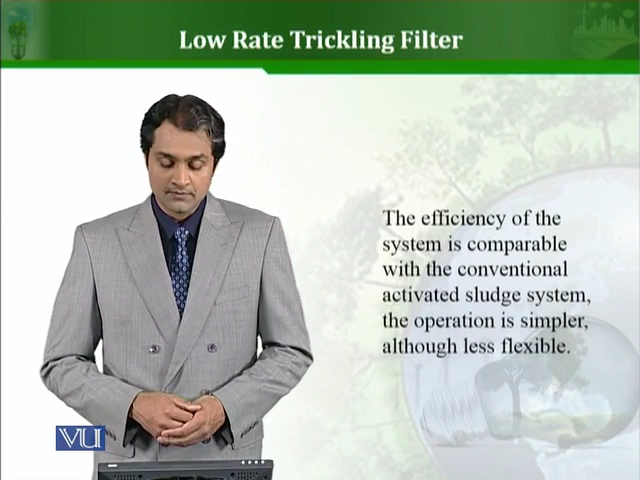 Low Rate Trickling Filter
The efficiency of the
system is comparable
with the conventional
activated sludge system,
the operation is simpler,
although less flexible.
VU